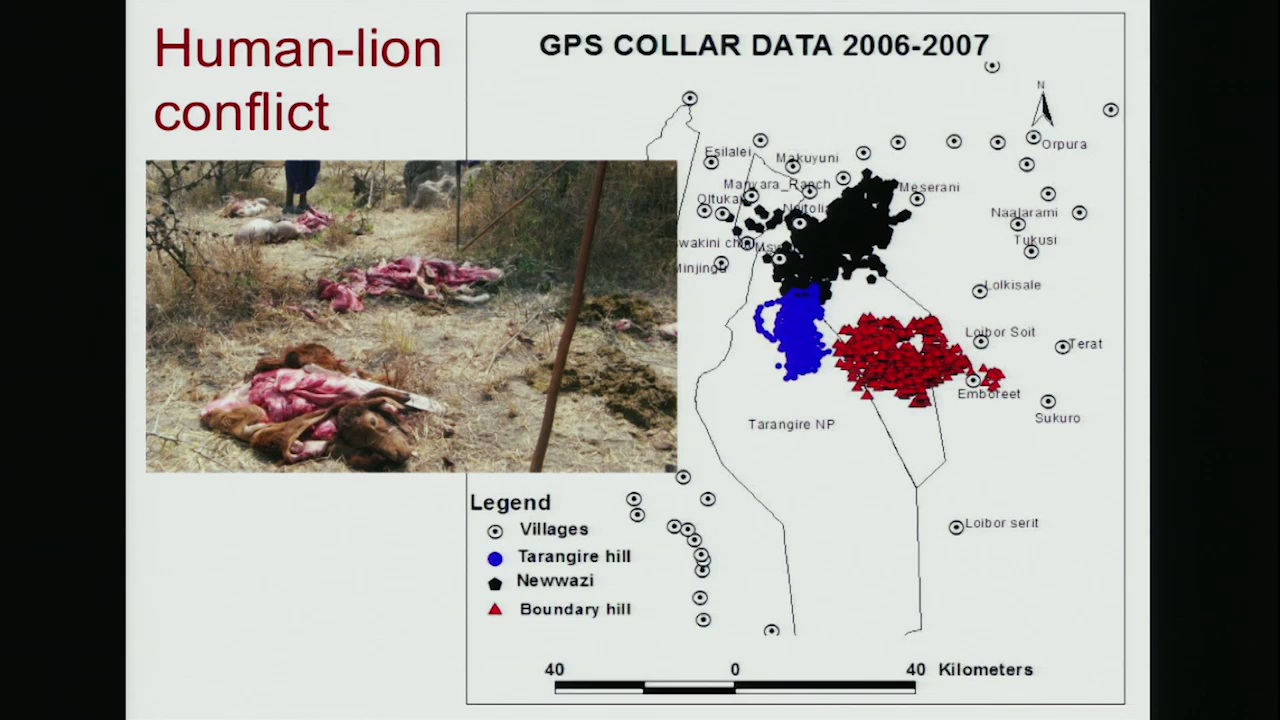 Human-lion
conflict
GPS COLLAR DATA 2006-2007
N
Orpura
Esilalei
Makuyuni
Manyara_Ranch
Meserani
Naalarami
Tukusi
Minjingu
Lolkisale
Loibor Soit
Terat
Emboreet
Sukuro
Tarangire NP
Loibor serit
Legend
Villages
Tarangire hill
Newwazi
Boundary hill
40 0 40 Kilometers